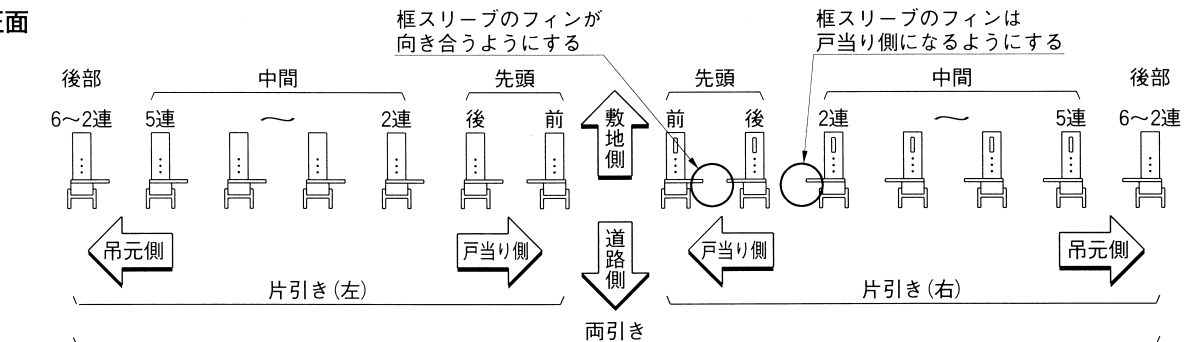 正面
框スリーブのフィンが
向き合うようにする
框スリーブのフィンは
戸当り側になるようにする
後部 中間 先頭 先頭 中間 後部
6～2連 5連 ～ 2連 後 前 前 後 2連 ～ 5連 6～2連
敷地側
吊元側 戸当り側 道路側 戸当り側 吊元側
片引き(左) 片引き(右)
両引き